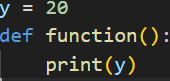 y = 20
def function():
    print(y)